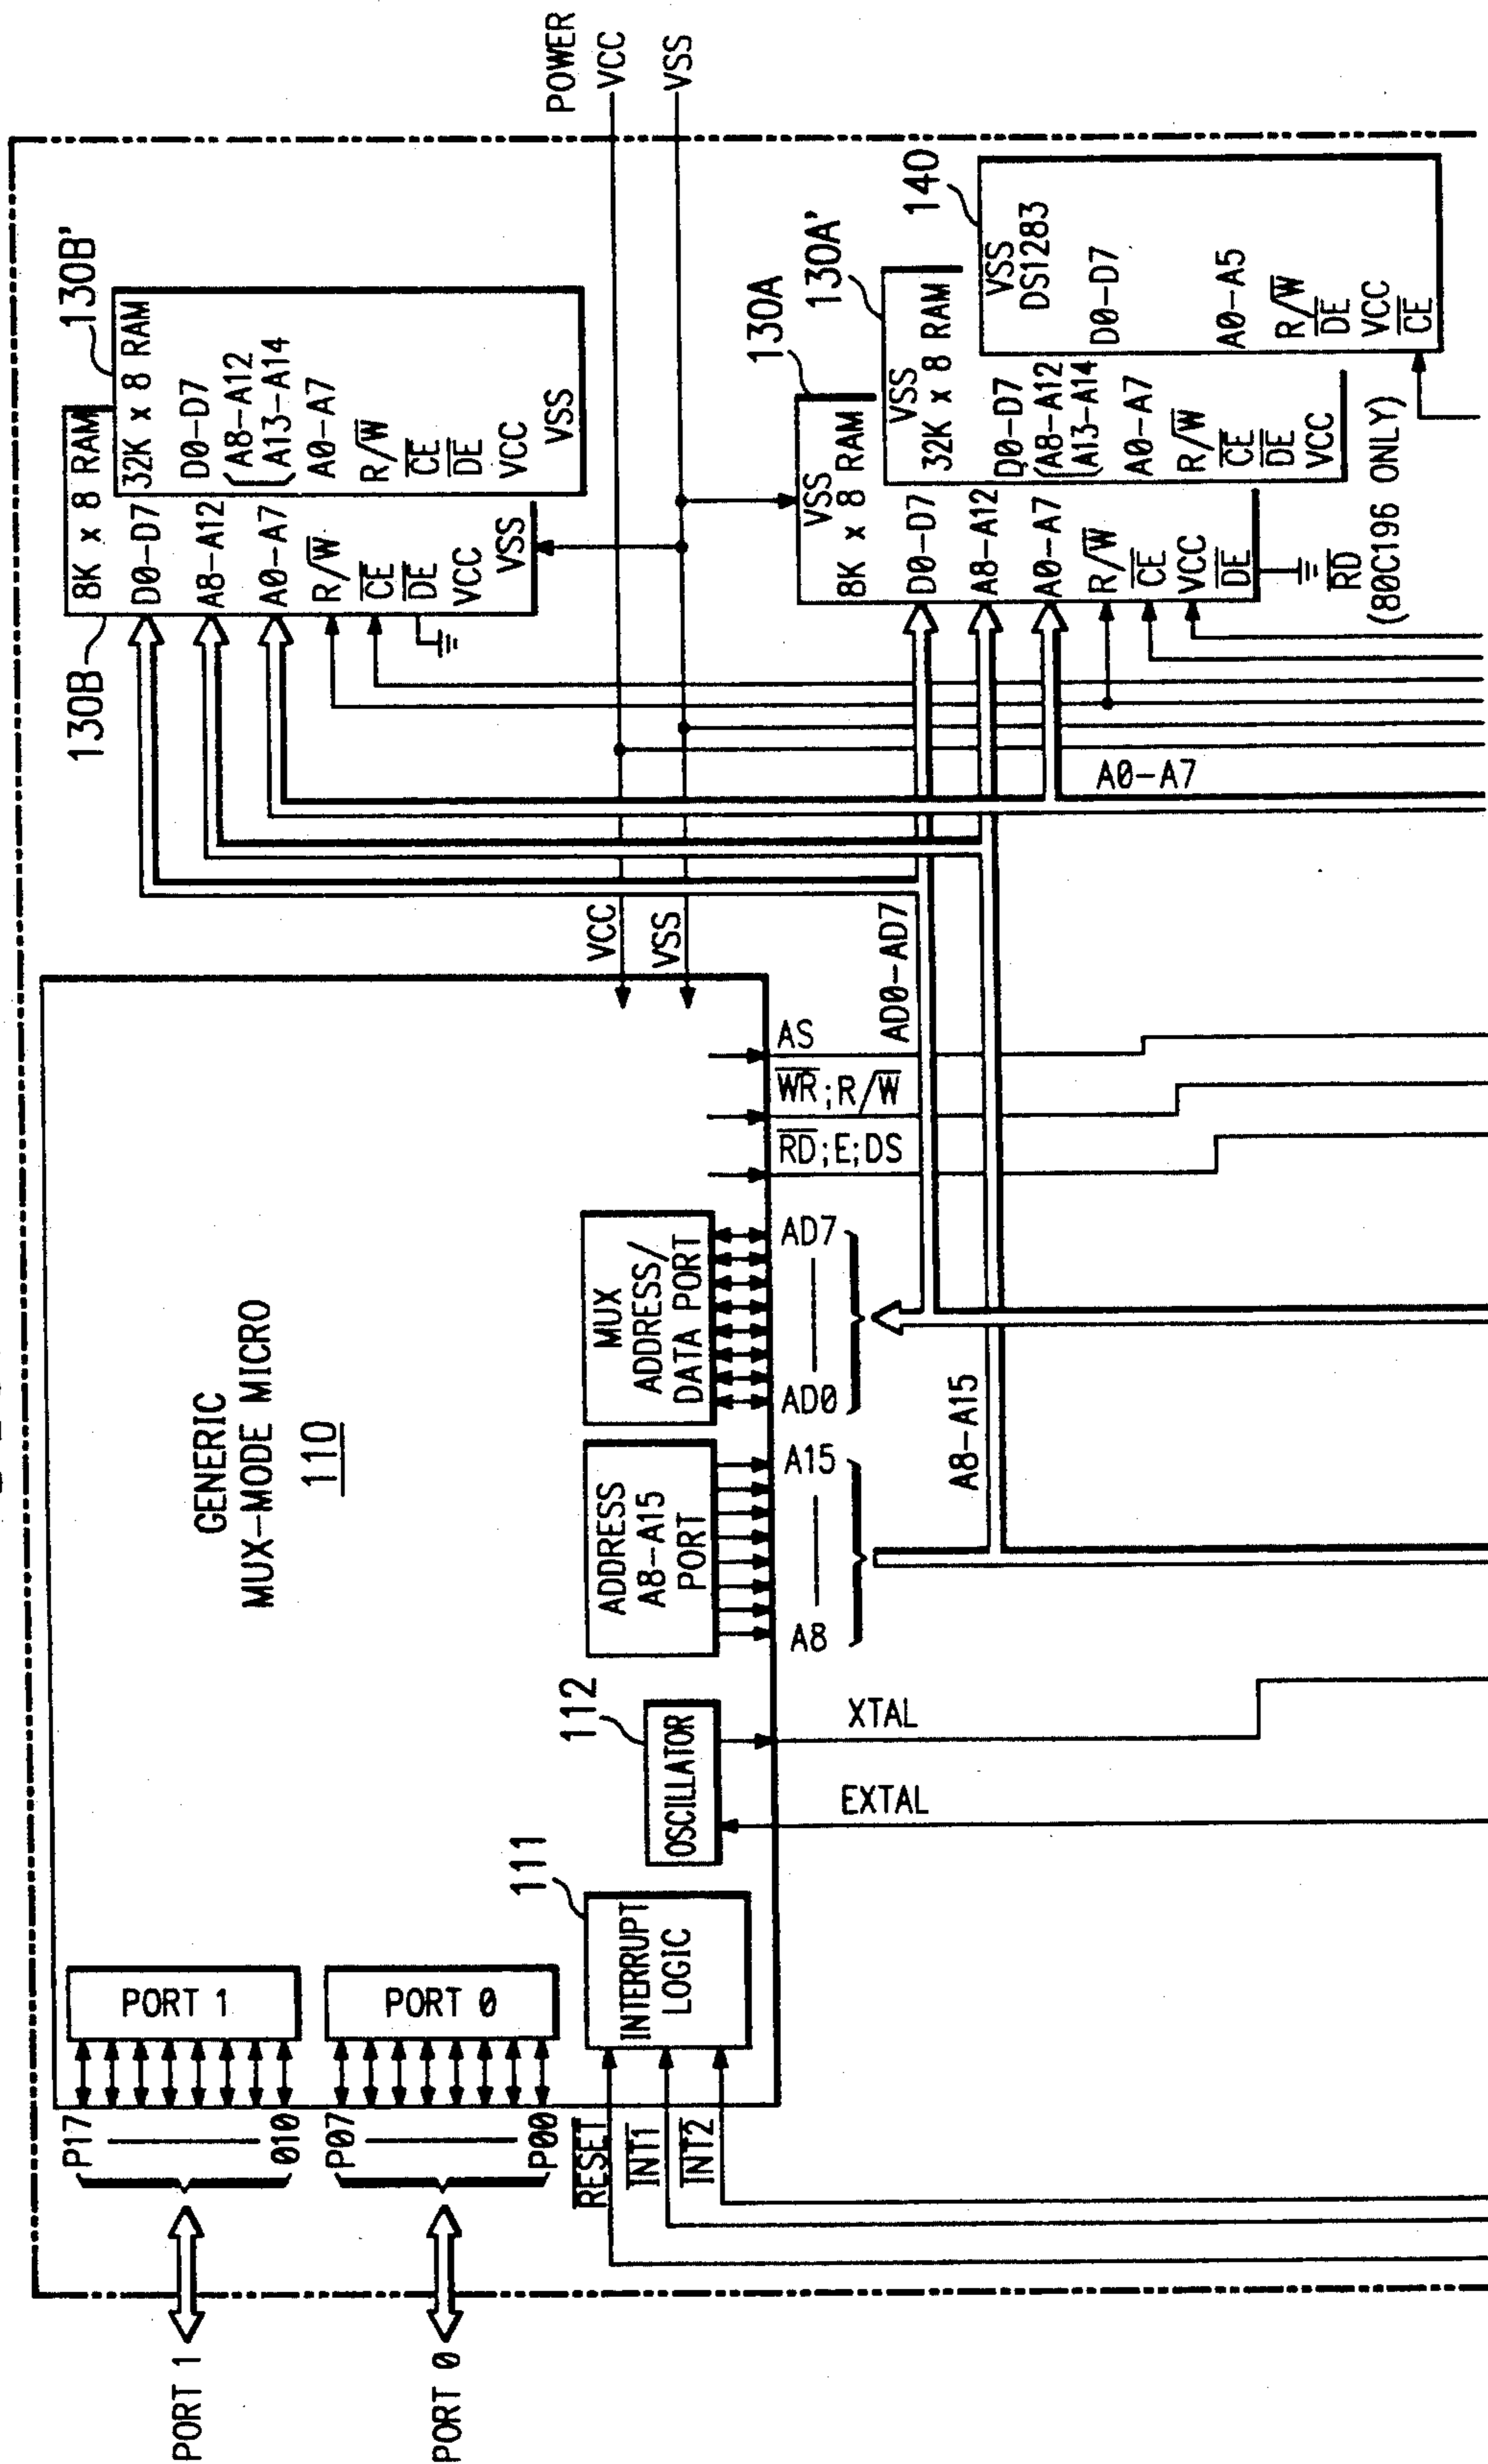 PORT 1
PORT 0
P17
010
P07
P00
PORT 1
PORT 0
RESET
INT1
INT2
INTERRUPT
LOGIC
111
OSCILLATOR
112
EXTAL
XTAL
GENERIC
MUX-MODE MICRO
110
ADDRESS
A8-A15
PORT
A8
A15
MUX
ADDRESS/
DATA PORT
AD0
AD7
RD;E;DS
WR;R/W
AS
VCC
VSS
A8-A15
AD0-AD7
A0-A7
130B
8K x 8 RAM
D0-D7
A8-A12
A0-A7
R/W
CE
DE
VCC
VSS
130B'
32K x 8 RAM
D0-D7
(A8-A12
(A13-A14
A0-A7
R/W
CE
DE
VCC
VSS
POWER
VCC
VSS
130A
VSS
8K x 8 RAM
D0-D7
A8-A12
A0-A7
R/W
CE
VCC
DE
130A'
VSS
32K x 8 RAM
D0-D7
(A8-A12
(A13-A14
A0-A7
R/W
CE
DE
VCC
140
VSS
DS1283
D0-D7
A0-A5
R/W
DE
VCC
CE
RD
(80C196 ONLY)